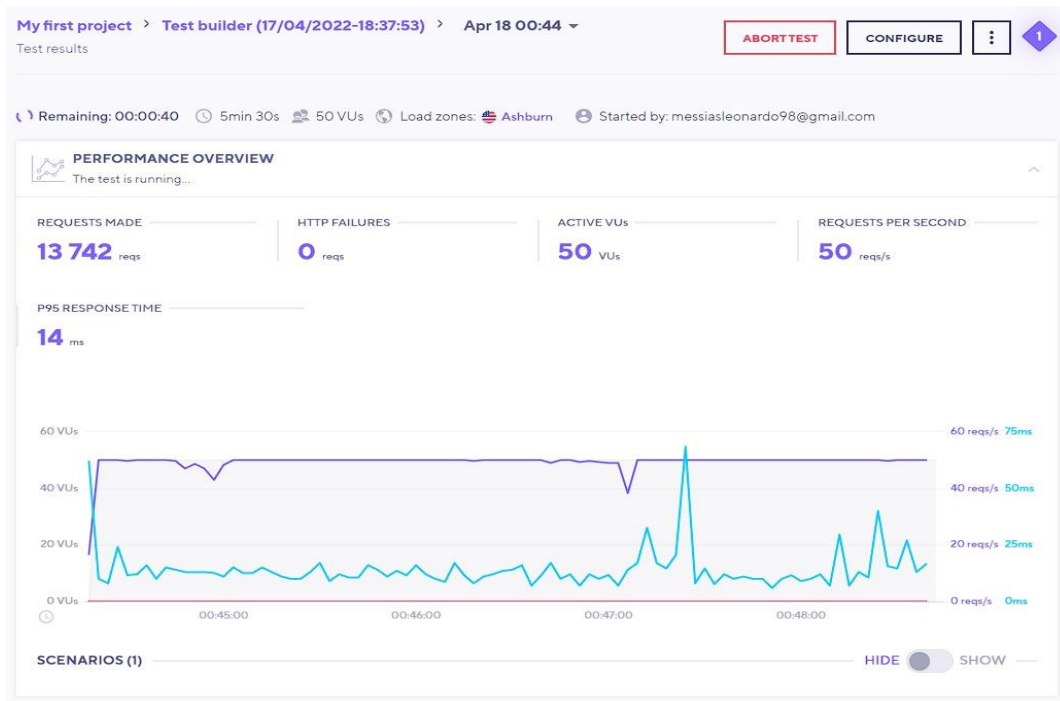 My first project > Test builder (17/04/2022-18:37:53) > Apr 18 00:44
Test results
ABORT TEST
CONFIGURE
1
Remaining: 00:00:40 5min 30s 50 VUs Load zones: Ashburn Started by: messiasleonardo98@gmail.com
PERFORMANCE OVERVIEW
The test is running...
REQUESTS MADE
13 742 reqs
HTTP FAILURES
0 reqs
ACTIVE VUs
50 VUs
REQUESTS PER SECOND
50 reqs/s
P95 RESPONSE TIME
14 ms
60 VUs
60 reqs/s 75ms
40 VUs
40 reqs/s 50ms
20 VUs
20 reqs/s 25ms
0 VUs
0 reqs/s 0ms
00:45:00 00:46:00 00:47:00 00:48:00
SCENARIOS (1)
HIDE SHOW